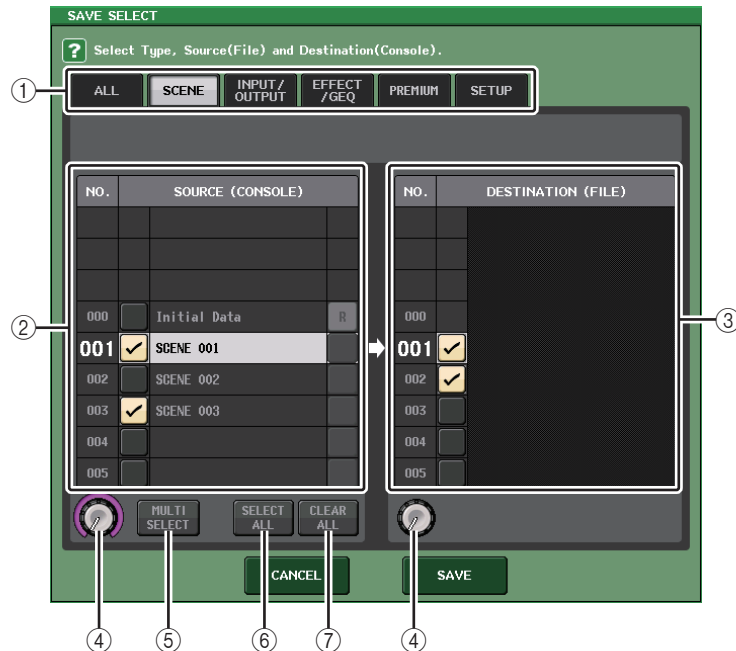 SAVE SELECT
? Select Type, Source(File) and Destination(Console).
① ALL SCENE INPUT/ OUTPUT EFFECT /GEQ PREMIUM SETUP
NO. SOURCE (CONSOLE)
000 Initial Data R
001 SCENE 001
002 SCENE 002
003 SCENE 003
004
005
②
NO. DESTINATION (FILE)
000
001
002
003
004
005
③
MULTI SELECT
SELECT ALL
CLEAR ALL
CANCEL SAVE
④ ⑤ ⑥ ⑦ ④